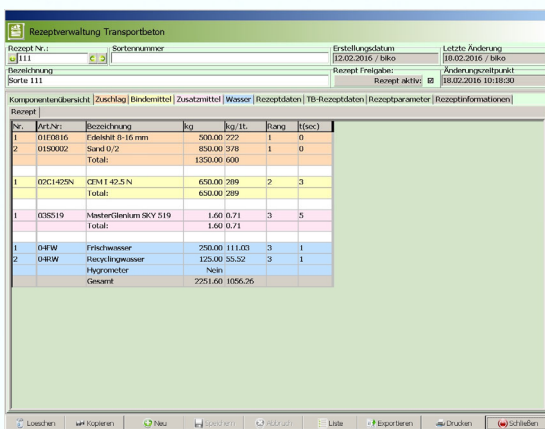 Rezeptverwaltung Transportbeton
Rezept Nr.: Sortennummer Erstellungsdatum Letzte Änderung
111 12.02.2016 / biko 18.02.2016 / biko
Bezeichnung Rezept Freigabe: Änderungszeitpunkt
Sorte 111 Rezept aktiv: 18.02.2016 10:18:30
Komponentenübersicht Zuschlag Bindemittel Zusatzmittel Wasser Rezeptdaten TB-Rezeptdaten Rezeptparameter Rezeptinformationen
Rezept
Nr. Art.Nr: Bezeichnung kg kg/1t. Rang t(sec)
1 01E0816 Edelshit 8-16 mm 500.00 222 1 0
2 01S0002 Sand 0/2 850.00 378 1 0
Total: 1350.00 600
1 02C1425N CEM I 42.5 N 650.00 289 2 3
Total: 650.00 289
1 03S519 MasterGlenium SKY 519 1.60 0.71 3 5
Total: 1.60 0.71
1 04FW Frischwasser 250.00 111.03 3 1
2 04RW Recyclingwasser 125.00 55.52 3 1
Hygrometer Nein
Gesamt 2251.60 1056.26
Loeschen Kopieren Neu Speichern Abbruch Liste Exportieren Drucken Schließen